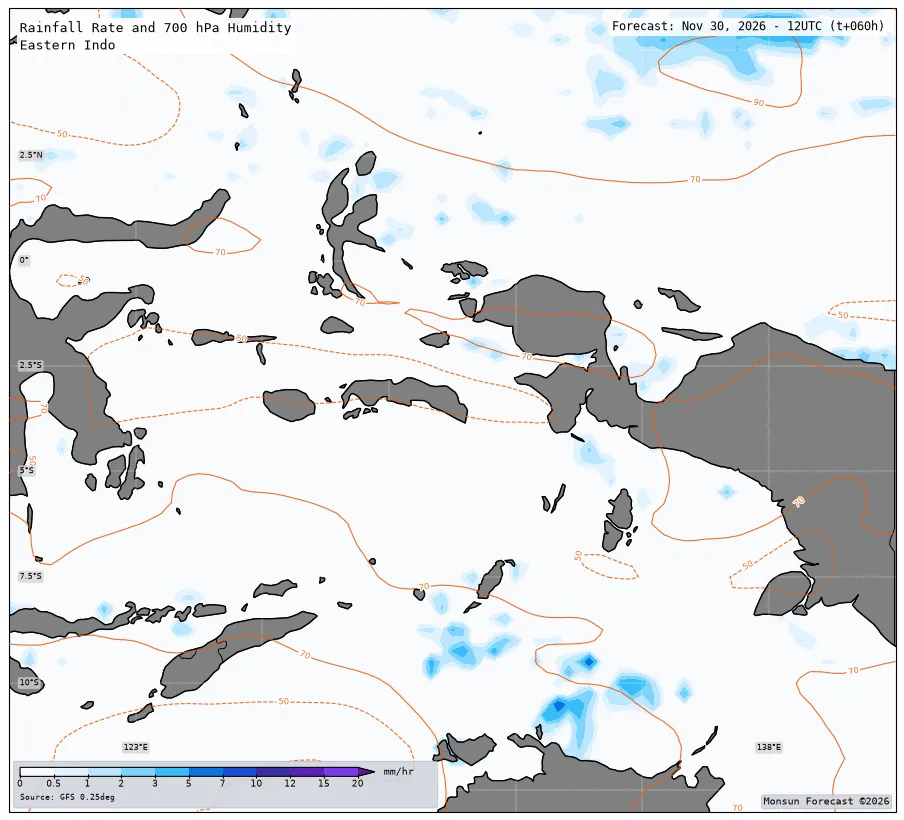 Rainfall Rate and 700 hPa Humidity
Eastern Indo
Forecast: Nov 30, 2026 - 12UTC (t+060h)
90
50
2.5°N
70
70
70
0°
50
70
50
50
70
2.5°S
70
50
5°S
70
50
50
7.5°S
70
70
70
10°S
50
123°E
138°E
0 0.5 1 2 3 5 7 10 12 15 20 mm/hr
Source: GFS 0.25deg
70
Monsun Forecast ©2026